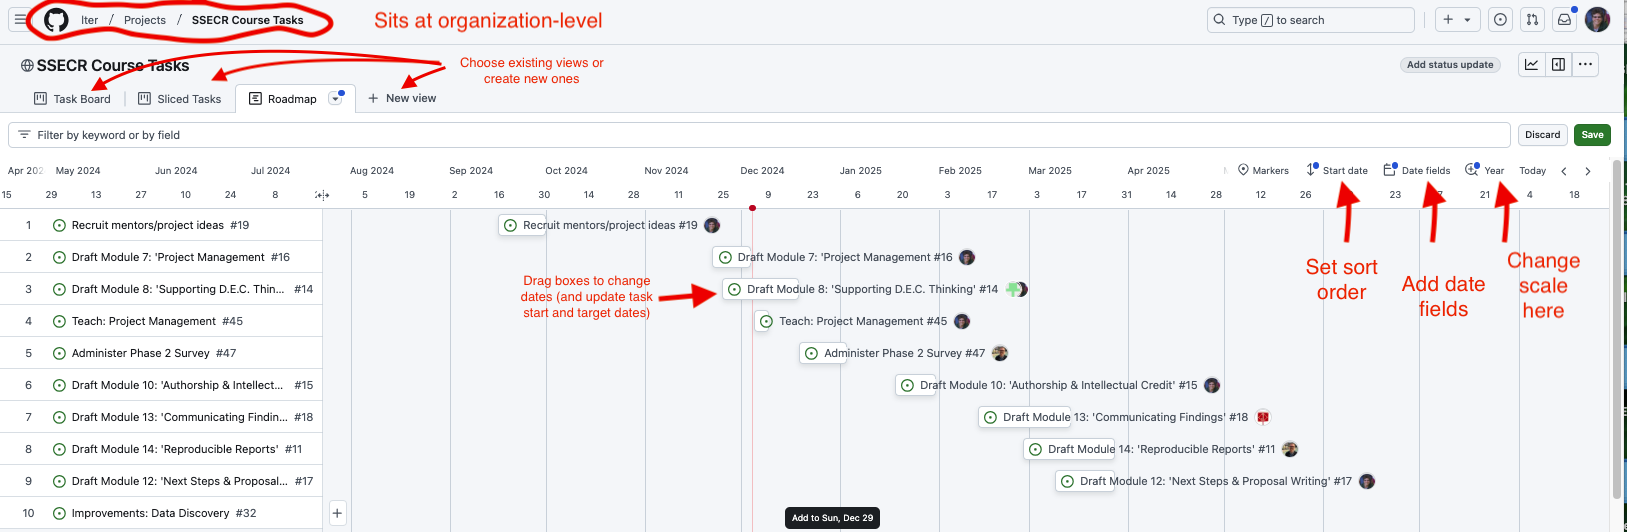 Iter / Projects / SSECR Course Tasks
Sits at organization-level
Type / to search
SSECR Course Tasks
Choose existing views or
create new ones
Add status update
Task Board
Sliced Tasks
Roadmap
New view
Filter by keyword or by field
Discard
Save
Apr 202 May 2024 Jun 2024 Jul 2024 Aug 2024 Sep 2024 Oct 2024 Nov 2024 Dec 2024 Jan 2025 Feb 2025 Mar 2025 Apr 2025
Markers Start date Date fields Year Today
15 29 13 27 10 24 8 5 19 2 16 30 14 28 11 25 9 23 6 20 3 17 3 17 31 14 28 12 26 9 23 7 21 4 18
1 Recruit mentors/project ideas #19
Recruit mentors/project ideas #19
2 Draft Module 7: 'Project Management #16
Draft Module 7: 'Project Management #16
3 Draft Module 8: 'Supporting D.E.C. Thin... #14
Draft Module 8: 'Supporting D.E.C. Thinking' #14
4 Teach: Project Management #45
Teach: Project Management #45
5 Administer Phase 2 Survey #47
Administer Phase 2 Survey #47
6 Draft Module 10: 'Authorship & Intellect... #15
Draft Module 10: 'Authorship & Intellectual Credit' #15
7 Draft Module 13: 'Communicating Findin... #18
Draft Module 13: 'Communicating Findings' #18
8 Draft Module 14: 'Reproducible Reports' #11
Draft Module 14: 'Reproducible Reports' #11
9 Draft Module 12: 'Next Steps & Proposal... #17
Draft Module 12: 'Next Steps & Proposal Writing' #17
10 Improvements: Data Discovery #32
Drag boxes to change
dates (and update task
start and target dates)
Set sort
order
Add date
fields
Change
scale
here
Add to Sun, Dec 29